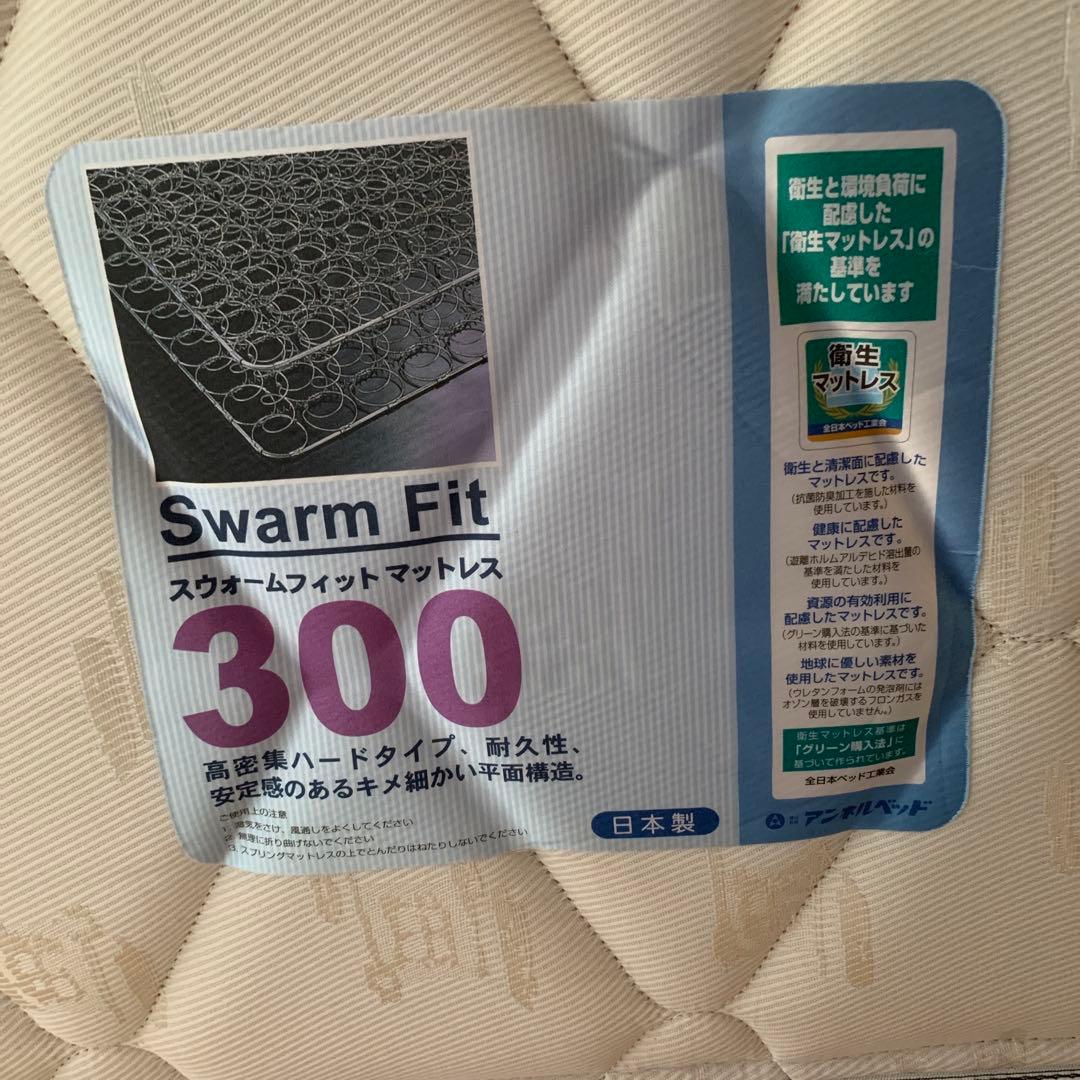 Swarm Fit
スウォームフィット マットレス
300
高密集ハードタイプ、耐久性、
安定感のあるキメ細かい平面構造。
ご使用上の注意
1. 湿気をさけ、風通しをよくしてください
2. 無理に折り曲げないでください
3. スプリングマットレスの上でとんだりはねたりしないでください
日本製
衛生と環境負荷に
配慮した
「衛生マットレス」の
基準を
満たしています
衛生
マットレス
全日本ベッド工業会
衛生と清潔面に配慮した
マットレスです。
(抗菌防臭加工を施した材料を
使用しています。)
健康に配慮した
マットレスです。
(遊離ホルムアルデヒド溶出量の
基準を満たした材料を
使用しています。)
資源の有効利用に
配慮したマットレスです。
(グリーン購入法の基準に基づいた
材料を使用しています。)
地球に優しい素材を
使用したマットレスです。
(ウレタンフォームの発泡剤には
オゾン層を破壊するフロンガスを
使用していません。)
衛生マットレス基準は
「グリーン購入法」に
基づいて作られています。
全日本ベッド工業会
アンネルベッド